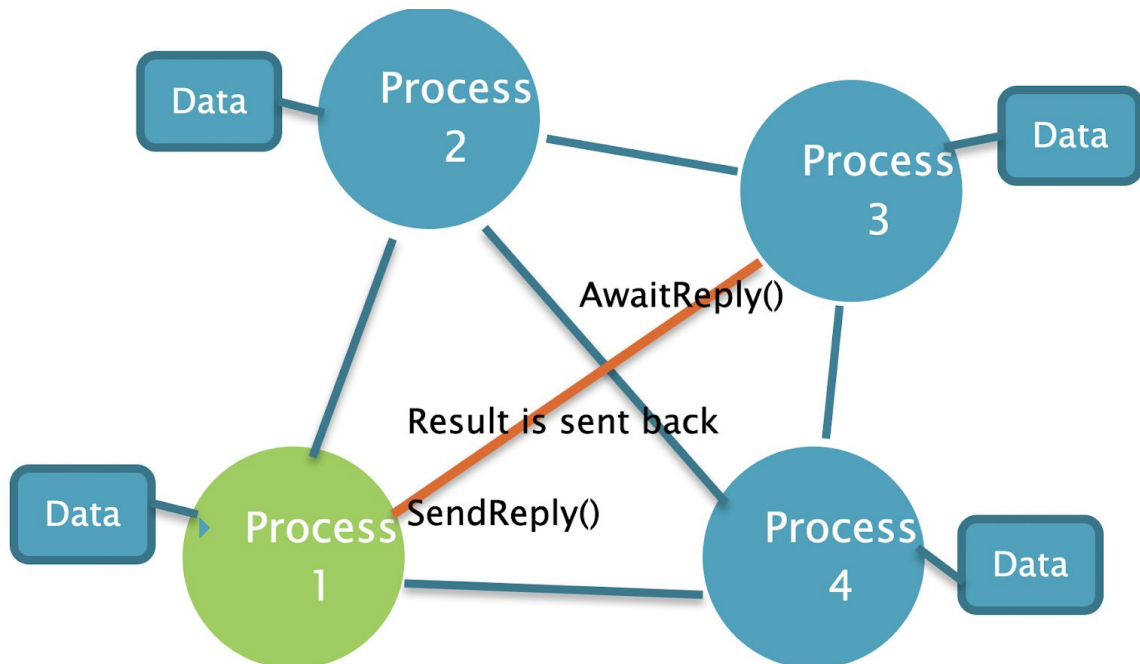 Data
Process
2
Process
3
Data
AwaitReply()
Result is sent back
SendReply()
Data
Process
1
Process
4
Data